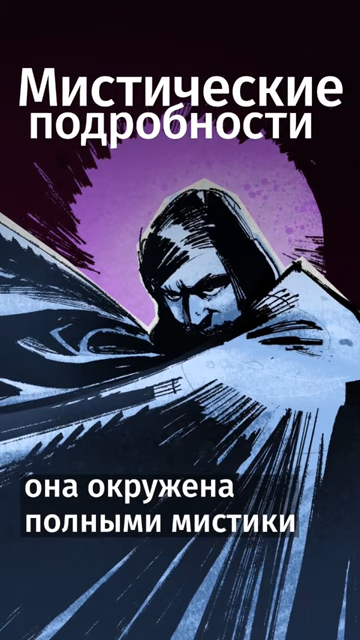 Мистические
подробности
она окружена
полными мистики